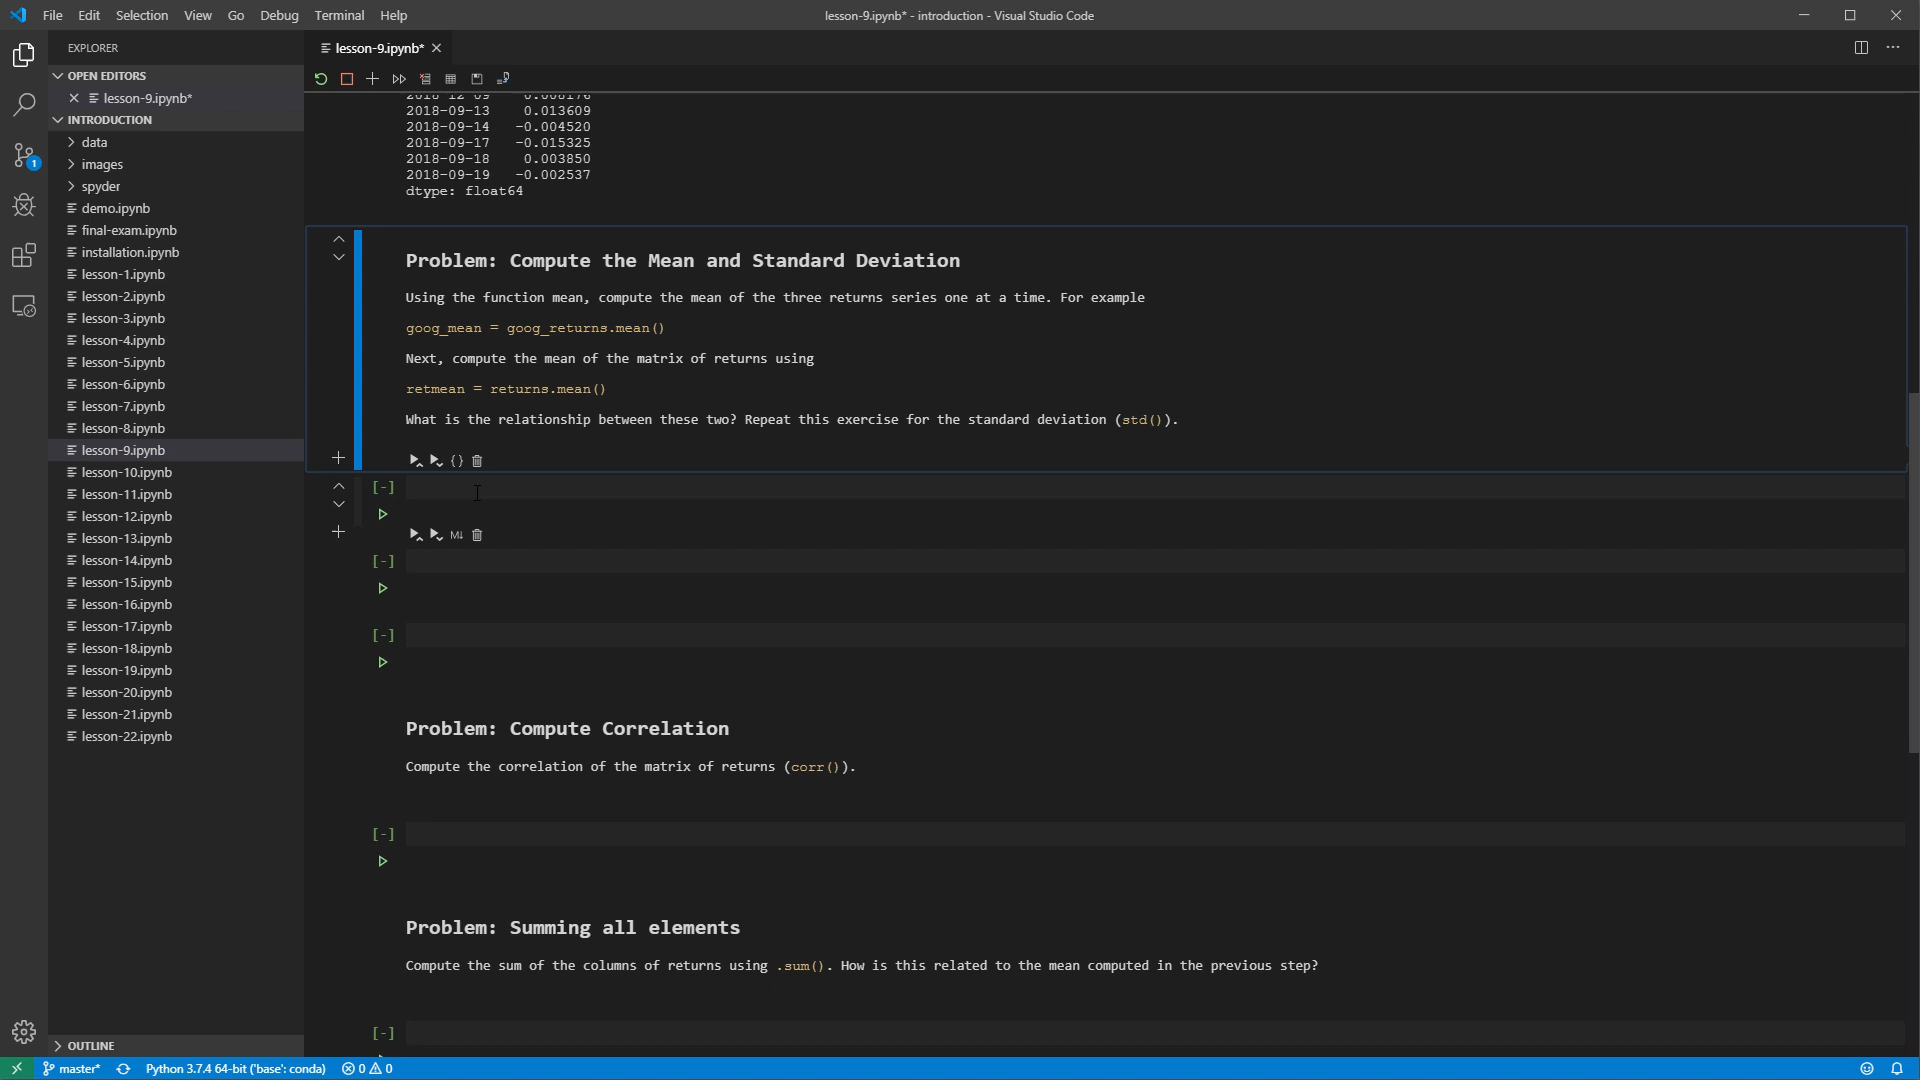 File Edit Selection View Go Debug Terminal Help
lesson-9.ipynb* - introduction - Visual Studio Code
EXPLORER
OPEN EDITORS
lesson-9.ipynb*
INTRODUCTION
data
images
spyder
demo.ipynb
final-exam.ipynb
installation.ipynb
lesson-1.ipynb
lesson-2.ipynb
lesson-3.ipynb
lesson-4.ipynb
lesson-5.ipynb
lesson-6.ipynb
lesson-7.ipynb
lesson-8.ipynb
lesson-9.ipynb
lesson-10.ipynb
lesson-11.ipynb
lesson-12.ipynb
lesson-13.ipynb
lesson-14.ipynb
lesson-15.ipynb
lesson-16.ipynb
lesson-17.ipynb
lesson-18.ipynb
lesson-19.ipynb
lesson-20.ipynb
lesson-21.ipynb
lesson-22.ipynb
OUTLINE
1
lesson-9.ipynb*
2018-09-13 0.013609
2018-09-14 -0.004520
2018-09-17 -0.015325
2018-09-18 0.003850
2018-09-19 -0.002537
dtype: float64
Problem: Compute the Mean and Standard Deviation
Using the function mean, compute the mean of the three returns series one at a time. For example
goog_mean = goog_returns.mean()
Next, compute the mean of the matrix of returns using
retmean = returns.mean()
What is the relationship between these two? Repeat this exercise for the standard deviation (std()).
{}
[-]
M↓
[-]
[-]
Problem: Compute Correlation
Compute the correlation of the matrix of returns (corr()).
[-]
Problem: Summing all elements
Compute the sum of the columns of returns using .sum(). How is this related to the mean computed in the previous step?
[-]
master* Python 3.7.4 64-bit ('base': conda) 0 0